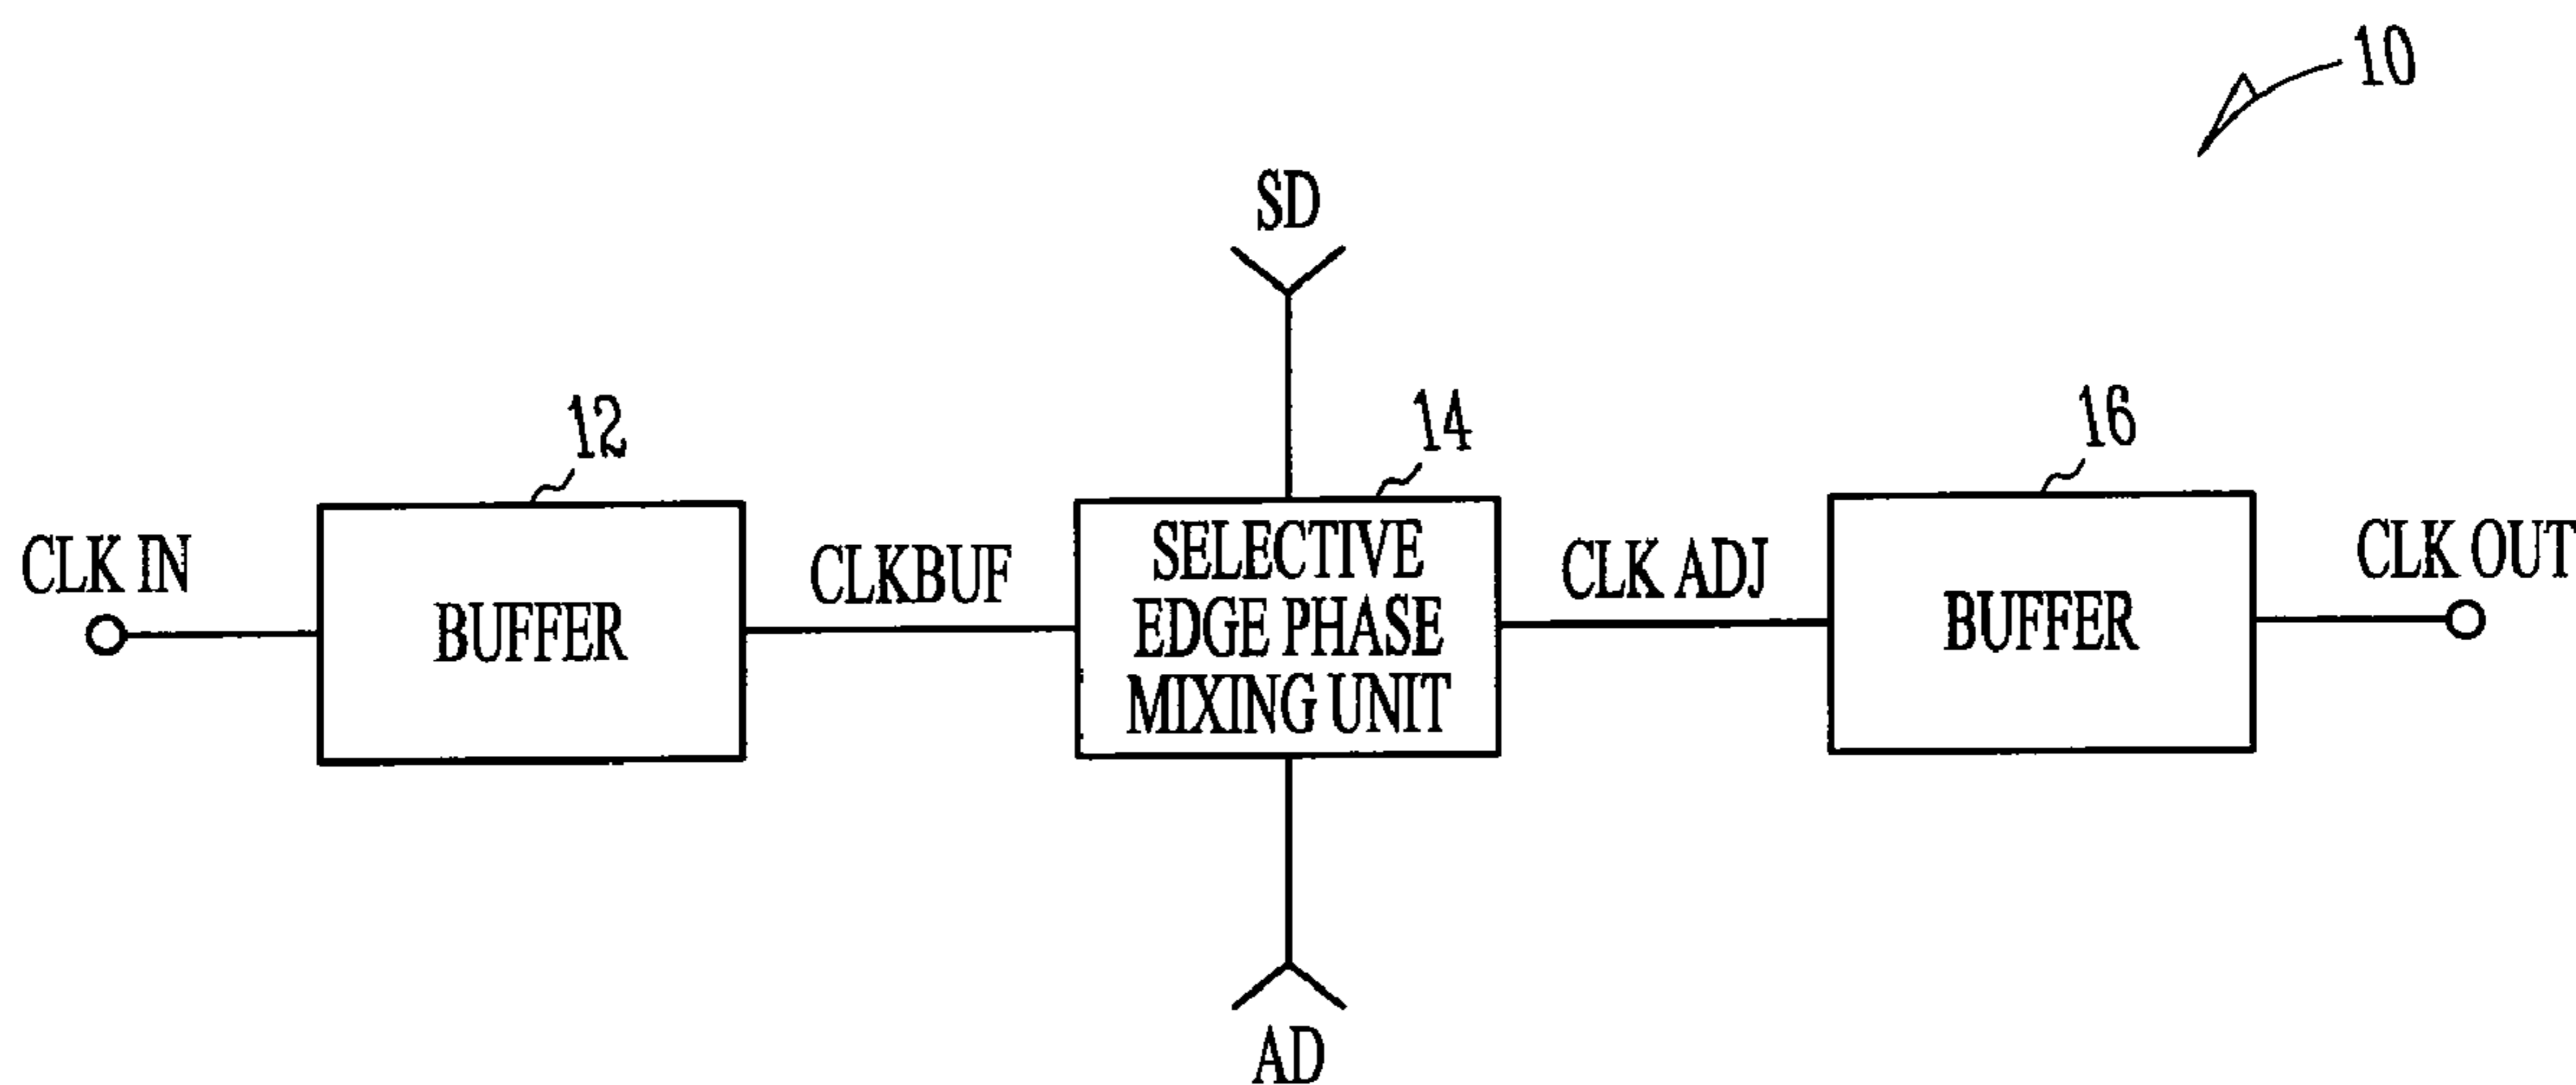 10
SD
12
14
16
CLK IN
BUFFER
CLKBUF
SELECTIVE
EDGE PHASE
MIXING UNIT
CLK ADJ
BUFFER
CLK OUT
AD